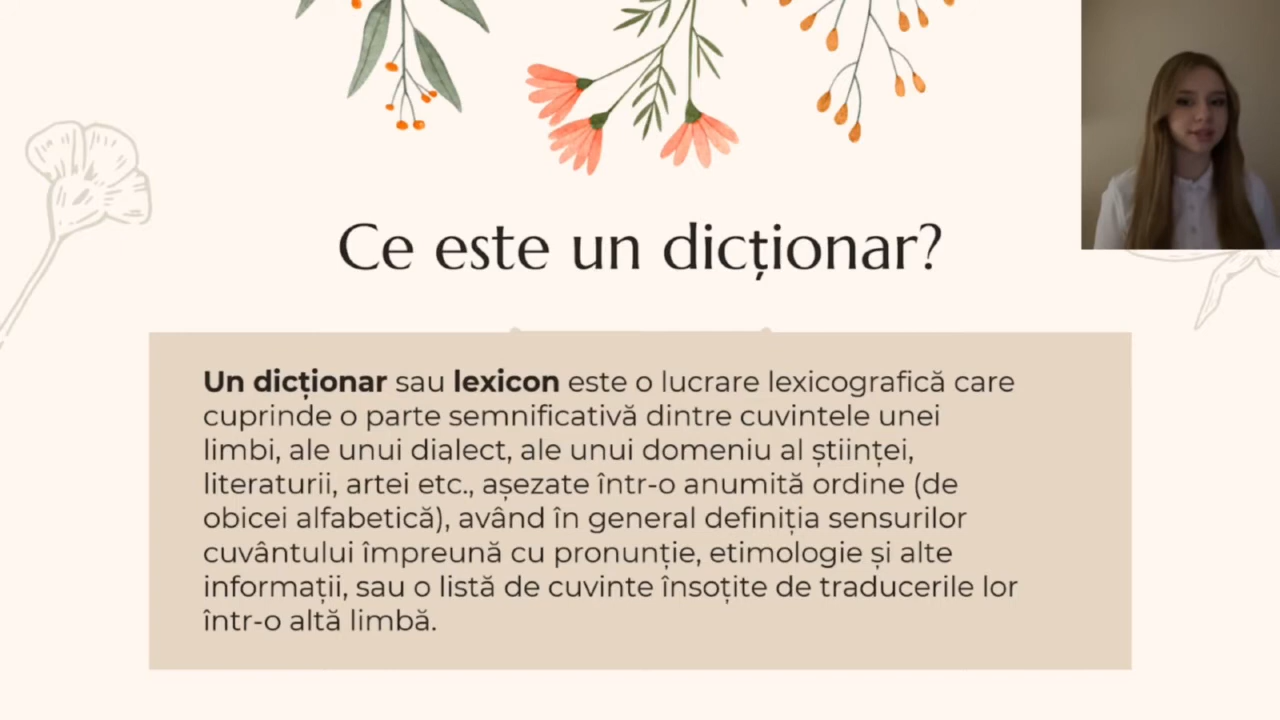 Ce este un dicționar?
Un dicționar sau lexicon este o lucrare lexicografică care
cuprinde o parte semnificativă dintre cuvintele unei
limbi, ale unui dialect, ale unui domeniu al științei,
literaturii, artei etc., așezate într-o anumită ordine (de
obicei alfabetică), având în general definiția sensurilor
cuvântului împreună cu pronunție, etimologie și alte
informații, sau o listă de cuvinte însoțite de traducerile lor
într-o altă limbă.